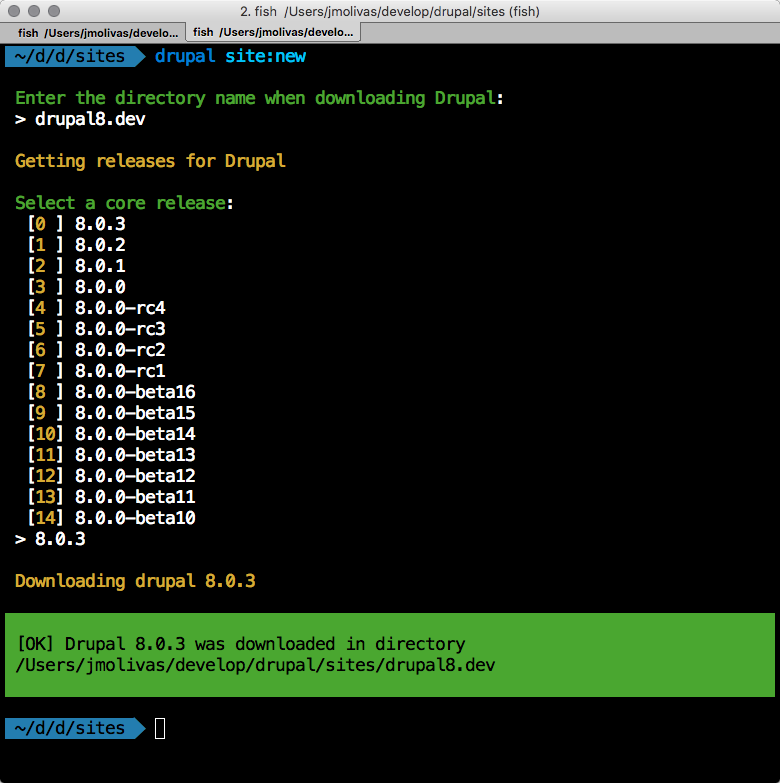 2. fish /Users/jmolivas/develop/drupal/sites (fish)
fish /Users/jmolivas/develo... fish /Users/jmolivas/develo...
~/d/d/sites drupal site:new
Enter the directory name when downloading Drupal:
> drupal8.dev
Getting releases for Drupal
Select a core release:
[0 ] 8.0.3
[1 ] 8.0.2
[2 ] 8.0.1
[3 ] 8.0.0
[4 ] 8.0.0-rc4
[5 ] 8.0.0-rc3
[6 ] 8.0.0-rc2
[7 ] 8.0.0-rc1
[8 ] 8.0.0-beta16
[9 ] 8.0.0-beta15
[10] 8.0.0-beta14
[11] 8.0.0-beta13
[12] 8.0.0-beta12
[13] 8.0.0-beta11
[14] 8.0.0-beta10
> 8.0.3
Downloading drupal 8.0.3
[OK] Drupal 8.0.3 was downloaded in directory
/Users/jmolivas/develop/drupal/sites/drupal8.dev
~/d/d/sites